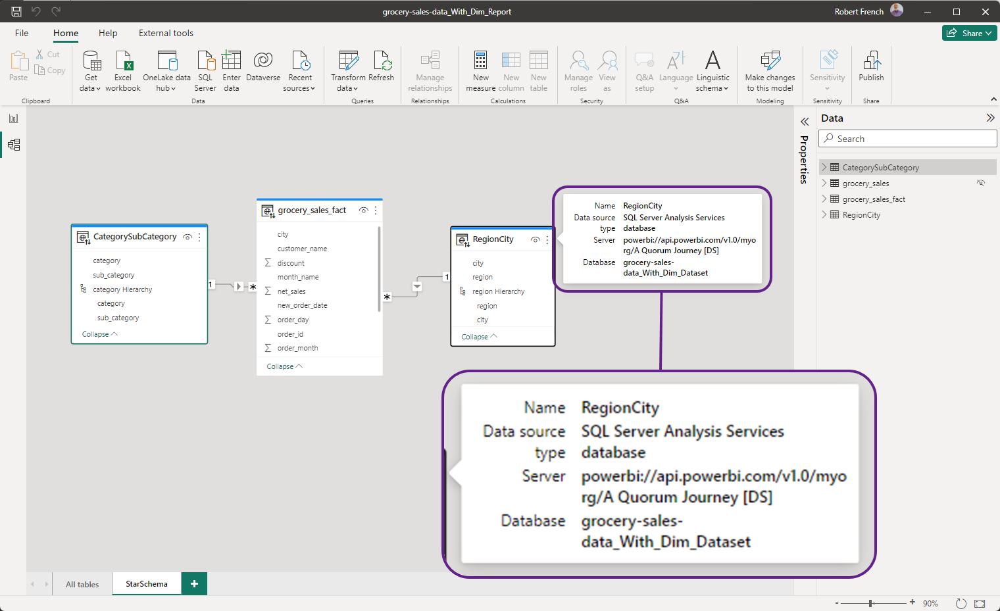 grocery-sales-data_With_Dim_Report
Robert French
File
Home
Help
External tools
Share
Paste
Cut
Copy
Clipboard
Get
data
Excel
workbook
OneLake data
hub
SQL
Server
Enter
data
Dataverse
Recent
sources
Data
Transform
data
Refresh
Queries
Manage
relationships
Relationships
New
measure
New
column
New
table
Calculations
Manage
roles
View
as
Security
Q&A
setup
Language
Linguistic
schema
Q&A
Make changes
to this model
Modeling
Sensitivity
Sensitivity
Publish
Share
CategorySubCategory
category
sub_category
category Hierarchy
category
sub_category
Collapse
1
*
grocery_sales_fact
city
customer_name
discount
month_name
net_sales
new_order_date
order_day
order_id
order_month
Collapse
*
1
RegionCity
city
region
region Hierarchy
region
city
Collapse
Name RegionCity
Data source SQL Server Analysis Services
type database
Server powerbi://api.powerbi.com/v1.0/myo
rg/A Quorum Journey [DS]
Database grocery-sales-
data_With_Dim_Dataset
Name RegionCity
Data source SQL Server Analysis Services
type database
Server powerbi://api.powerbi.com/v1.0/myo
rg/A Quorum Journey [DS]
Database grocery-sales-
data_With_Dim_Dataset
Properties
Data
Search
CategorySubCategory
grocery_sales
grocery_sales_fact
RegionCity
All tables
StarSchema
+
- + 90%